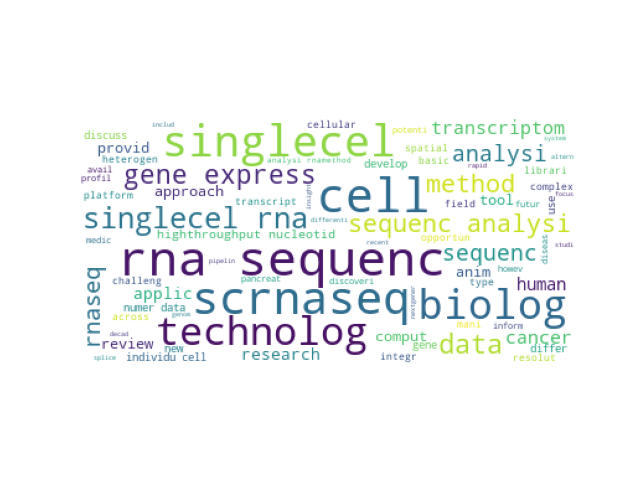 includ
cellular
potenti
transcriptom
discuss
singlecel
system
provid
spatial
analysi
altern
heterogen
analysi rnamethod
basic
avail
gene express
develop
librari
profil
rapid
cell
method
platform
approach
insight
tool
complex
focus
transcript
field
futur
use
singlecel rna
differenti
sequenc analysi
highthroughput nucleotid
opportun
medic
recent
diseas
studi
rna sequenc
sequenc
rnaseq
pipelin
homev
challeng
pancreat
discoveri
anim
type
human
applic
scrnaseq
biolog
numer data
nextgener
across
genom
technolog
mani
inform
decad
comput
cancer
review
gene
data
new
research
differ
splice
individu cell
integr
resolut